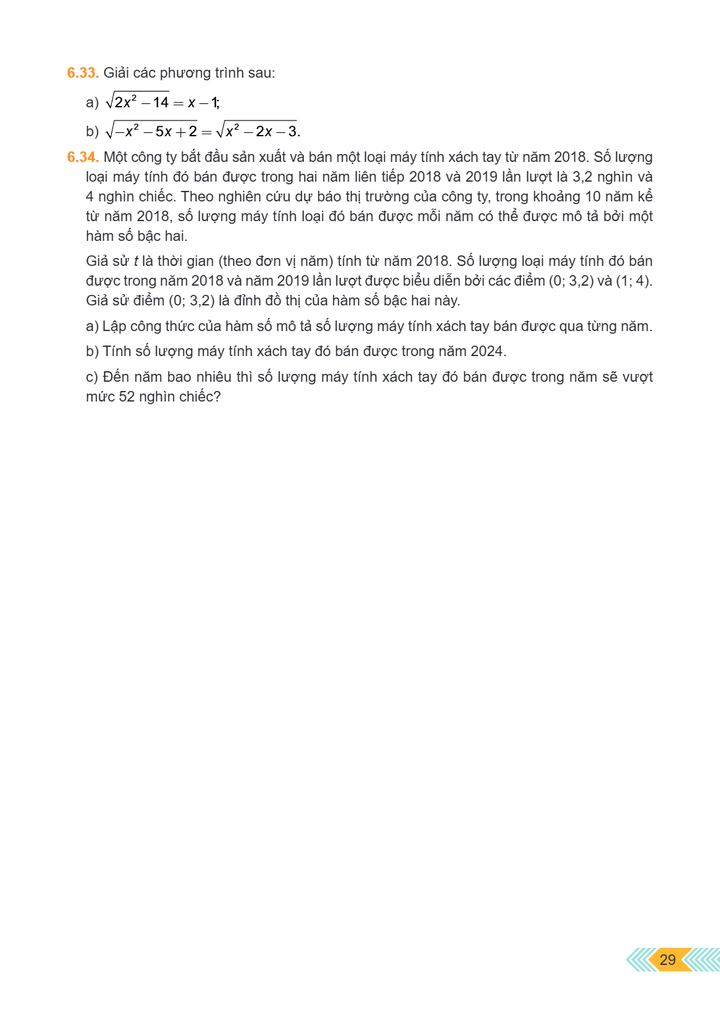 6.33. Giải các phương trình sau:
a) √(2x² − 14) = x − 1;
b) √(−x² − 5x + 2) = √(x² − 2x − 3).
6.34. Một công ty bắt đầu sản xuất và bán một loại máy tính xách tay từ năm 2018. Số lượng
loại máy tính đó bán được trong hai năm liên tiếp 2018 và 2019 lần lượt là 3,2 nghìn và
4 nghìn chiếc. Theo nghiên cứu dự báo thị trường của công ty, trong khoảng 10 năm kể
từ năm 2018, số lượng máy tính loại đó bán được mỗi năm có thể được mô tả bởi một
hàm số bậc hai.
Giả sử t là thời gian (theo đơn vị năm) tính từ năm 2018. Số lượng loại máy tính đó bán
được trong năm 2018 và năm 2019 lần lượt được biểu diễn bởi các điểm (0; 3,2) và (1; 4).
Giả sử điểm (0; 3,2) là đỉnh đồ thị của hàm số bậc hai này.
a) Lập công thức của hàm số mô tả số lượng máy tính xách tay bán được qua từng năm.
b) Tính số lượng máy tính xách tay đó bán được trong năm 2024.
c) Đến năm bao nhiêu thì số lượng máy tính xách tay đó bán được trong năm sẽ vượt
mức 52 nghìn chiếc?
29